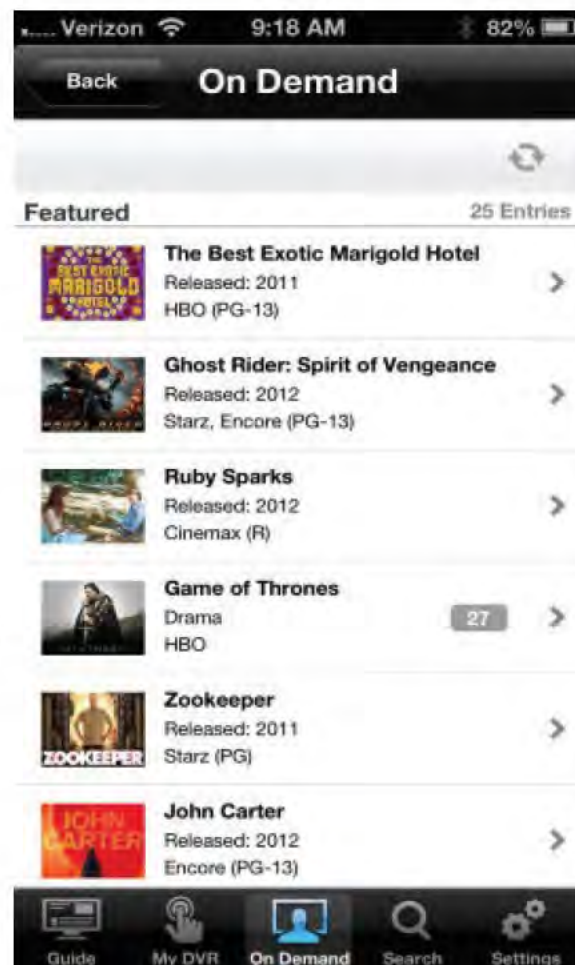 Verizon 9:18 AM 82%
Back On Demand
Featured 25 Entries
THE
BEST EXOTIC
MARIGOLD
HOTEL
The Best Exotic Marigold Hotel
Released: 2011
HBO (PG-13)
Ghost Rider: Spirit of Vengeance
Released: 2012
Starz, Encore (PG-13)
Ruby Sparks
Released: 2012
Cinemax (R)
Game of Thrones
Drama 27
HBO
ZOOKEEPER
Zookeeper
Released: 2011
Starz (PG)
JOHN
CARTER
John Carter
Released: 2012
Encore (PG-13)
Guide My DVR On Demand Search Settings